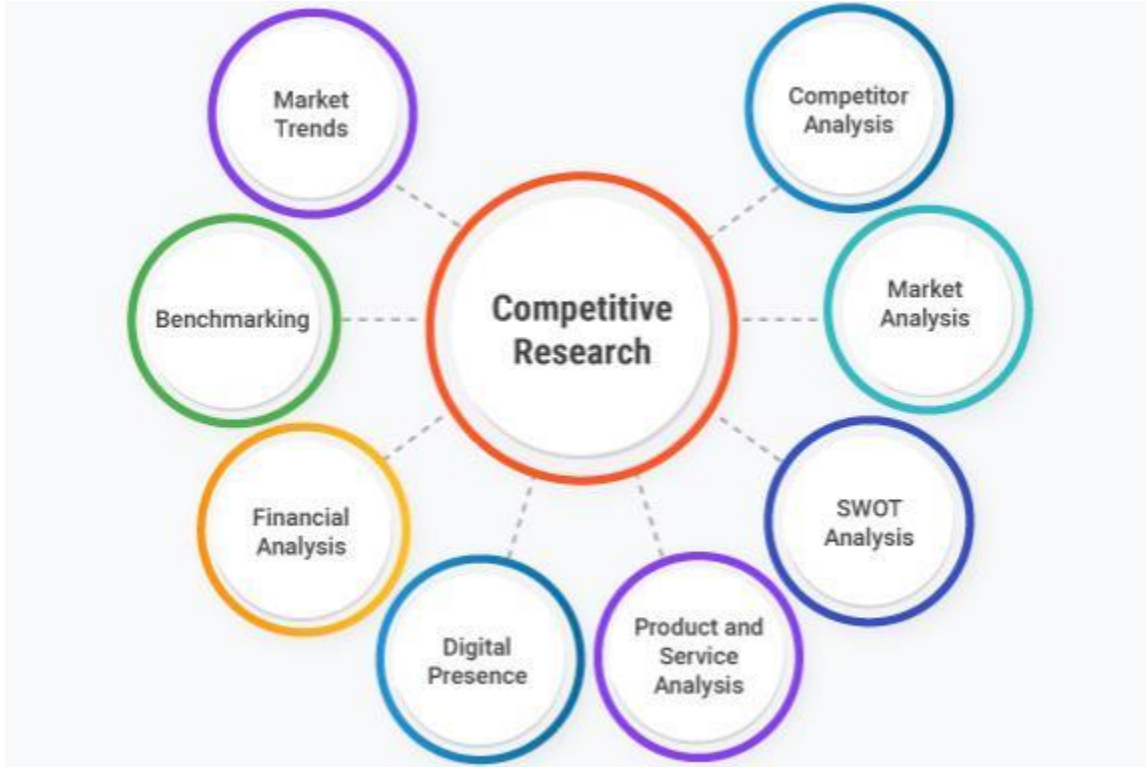 Market
Trends
Competitor
Analysis
Benchmarking
Competitive
Research
Market
Analysis
Financial
Analysis
SWOT
Analysis
Digital
Presence
Product and
Service
Analysis